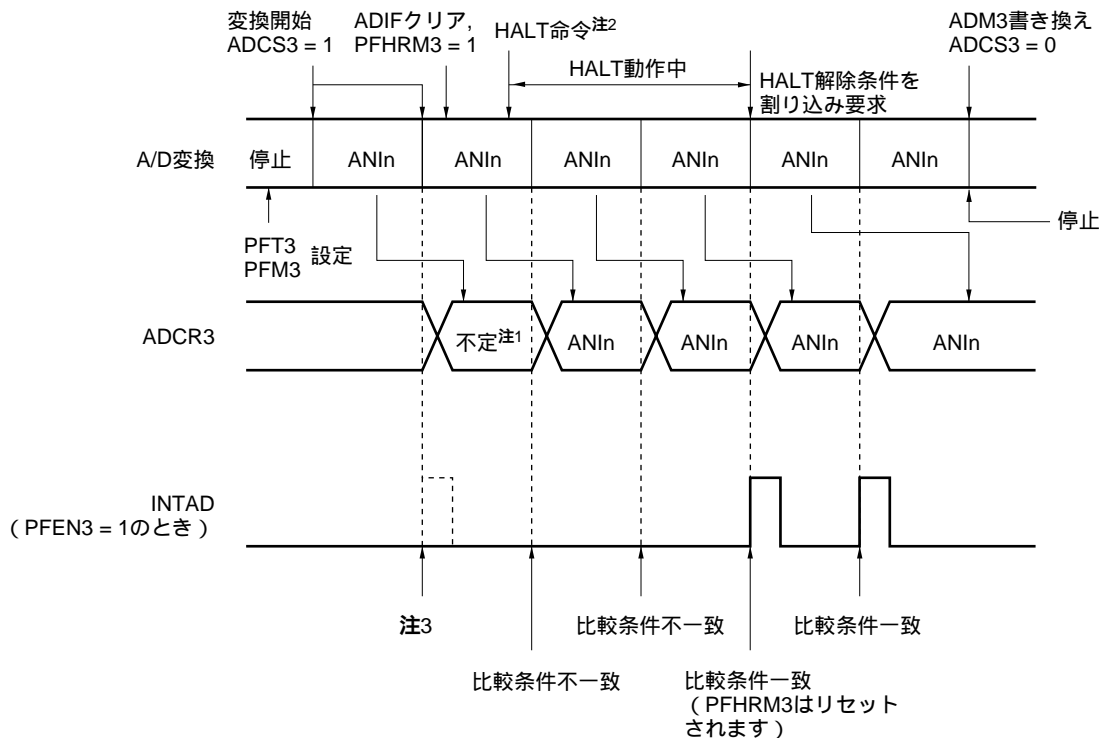 変換開始
ADCS3 = 1
ADIFクリア,
PFHRM3 = 1
HALT命令注2
ADM3書き換え
ADCS3 = 0
HALT動作中
HALT解除条件を
割り込み要求
A/D変換
停止
ANIn
ANIn
ANIn
ANIn
ANIn
ANIn
停止
PFT3
PFM3
設定
ADCR3
不定注1
ANIn
ANIn
ANIn
ANIn
INTAD
（PFEN3 = 1のとき）
注3
比較条件不一致
比較条件一致
比較条件不一致
比較条件一致
（PFHRM3はリセット
されます）